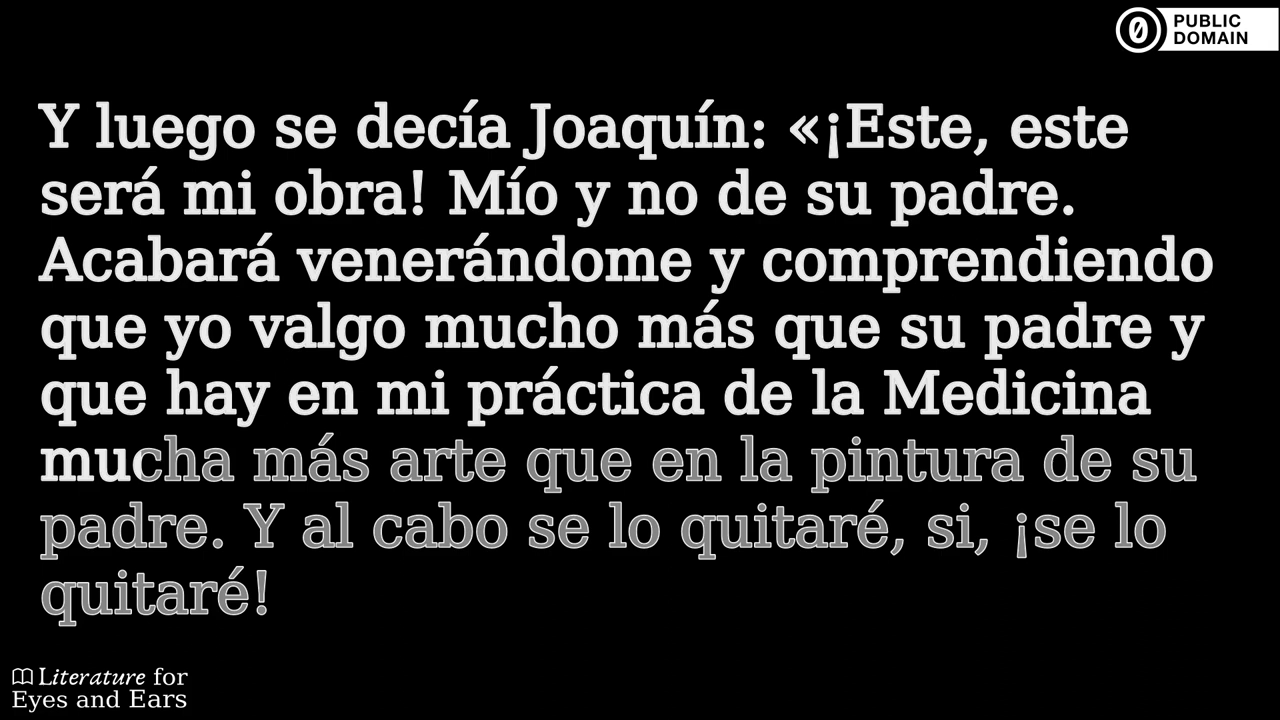 PUBLIC
DOMAIN
Y luego se decía Joaquín: «¡Este, este
será mi obra! Mío y no de su padre.
Acabará venerándome y comprendiendo
que yo valgo mucho más que su padre y
que hay en mi práctica de la Medicina
mucha más arte que en la pintura de su
padre. Y al cabo se lo quitaré, si, ¡se lo
quitaré!
Literature for
Eyes and Ears